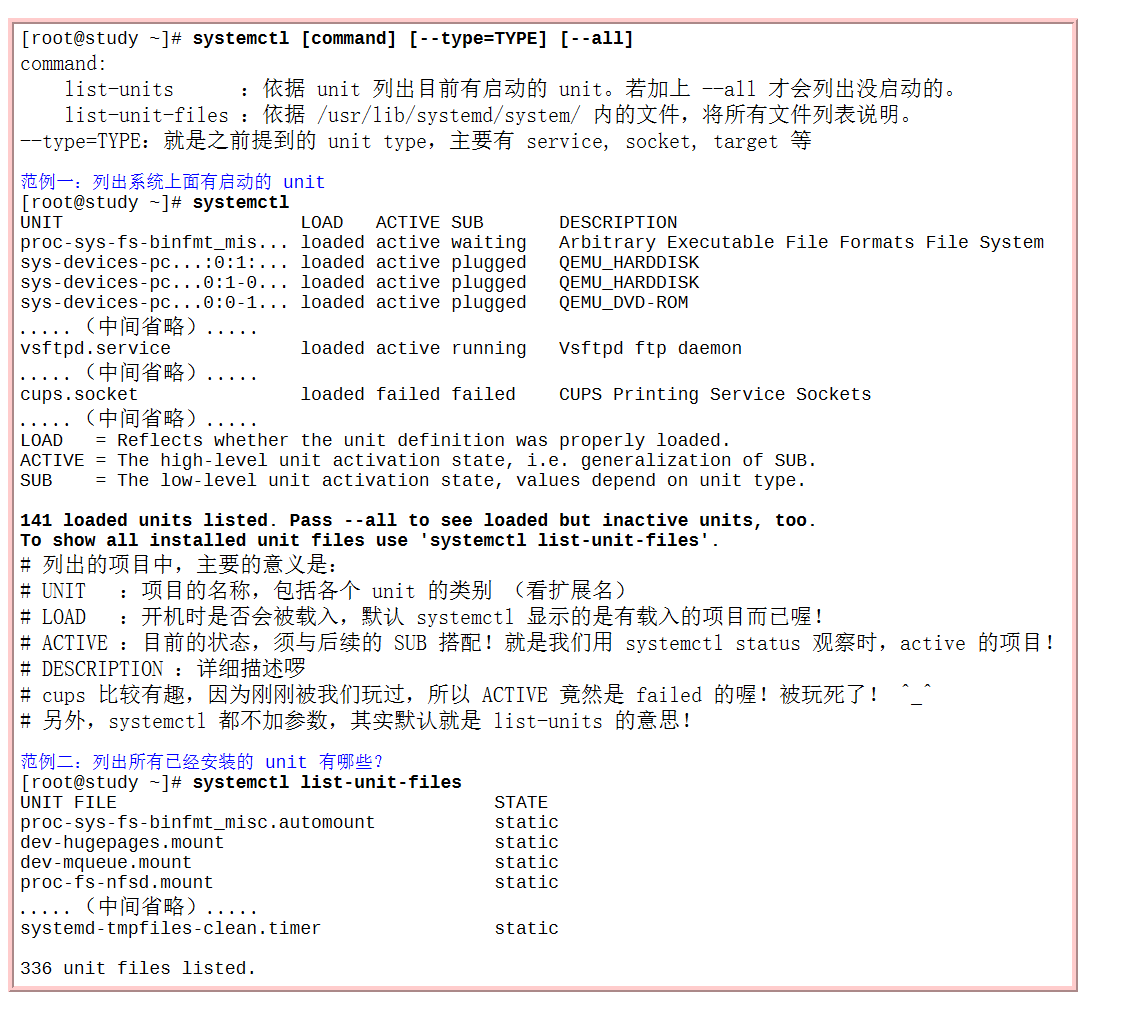 [root@study ~]# systemctl [command] [--type=TYPE] [--all]
command:
    list-units      : 依据 unit 列出目前有启动的 unit。若加上 --all 才会列出没启动的。
    list-unit-files : 依据 /usr/lib/systemd/system/ 内的文件，将所有文件列表说明。
--type=TYPE：就是之前提到的 unit type，主要有 service, socket, target 等
范例一：列出系统上面有启动的 unit
[root@study ~]# systemctl
UNIT                      LOAD   ACTIVE SUB       DESCRIPTION
proc-sys-fs-binfmt_mis... loaded active waiting   Arbitrary Executable File Formats File System
sys-devices-pc...:0:1:... loaded active plugged   QEMU_HARDDISK
sys-devices-pc...0:1-0... loaded active plugged   QEMU_HARDDISK
sys-devices-pc...0:0-1... loaded active plugged   QEMU_DVD-ROM
.....（中间省略）.....
vsftpd.service            loaded active running   Vsftpd ftp daemon
.....（中间省略）.....
cups.socket               loaded failed failed    CUPS Printing Service Sockets
.....（中间省略）.....
LOAD   = Reflects whether the unit definition was properly loaded.
ACTIVE = The high-level unit activation state, i.e. generalization of SUB.
SUB    = The low-level unit activation state, values depend on unit type.
141 loaded units listed. Pass --all to see loaded but inactive units, too.
To show all installed unit files use 'systemctl list-unit-files'.
# 列出的项目中，主要的意义是：
# UNIT   : 项目的名称，包括各个 unit 的类别 （看扩展名）
# LOAD   : 开机时是否会被载入，默认 systemctl 显示的是有载入的项目而已喔！
# ACTIVE : 目前的状态，须与后续的 SUB 搭配！就是我们用 systemctl status 观察时，active 的项目！
# DESCRIPTION : 详细描述啰
# cups 比较有趣，因为刚刚被我们玩过，所以 ACTIVE 竟然是 failed 的喔！被玩死了！ ^_^
# 另外，systemctl 都不加参数，其实默认就是 list-units 的意思！
范例二：列出所有已经安装的 unit 有哪些？
[root@study ~]# systemctl list-unit-files
UNIT FILE                                   STATE
proc-sys-fs-binfmt_misc.automount           static
dev-hugepages.mount                         static
dev-mqueue.mount                            static
proc-fs-nfsd.mount                          static
.....（中间省略）.....
systemd-tmpfiles-clean.timer                static
336 unit files listed.